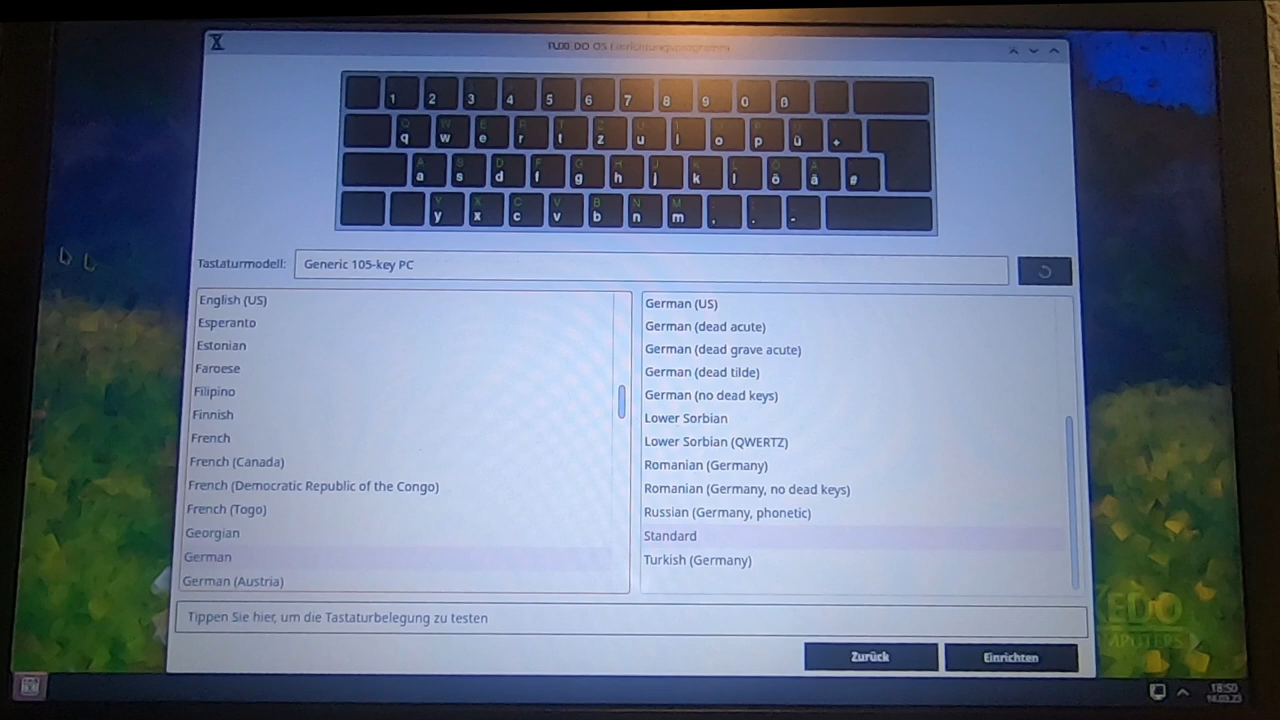 TUXEDO OS Einrichtungsprogramm
1 2 3 4 5 6 7 8 9 0 ß
Q W E R T Z U I O P Ü
q w e r t z u i o p ü +
A S D F G H J K L Ö Ä
a s d f g h j k l ö ä #
Y X C V B N M
y x c v b n m , . -
Tastaturmodell: Generic 105-key PC
English (US)
Esperanto
Estonian
Faroese
Filipino
Finnish
French
French (Canada)
French (Democratic Republic of the Congo)
French (Togo)
Georgian
German
German (Austria)
German (US)
German (dead acute)
German (dead grave acute)
German (dead tilde)
German (no dead keys)
Lower Sorbian
Lower Sorbian (QWERTZ)
Romanian (Germany)
Romanian (Germany, no dead keys)
Russian (Germany, phonetic)
Standard
Turkish (Germany)
Tippen Sie hier, um die Tastaturbelegung zu testen
Zurück Einrichten
EDO
MPUTERS
18:50